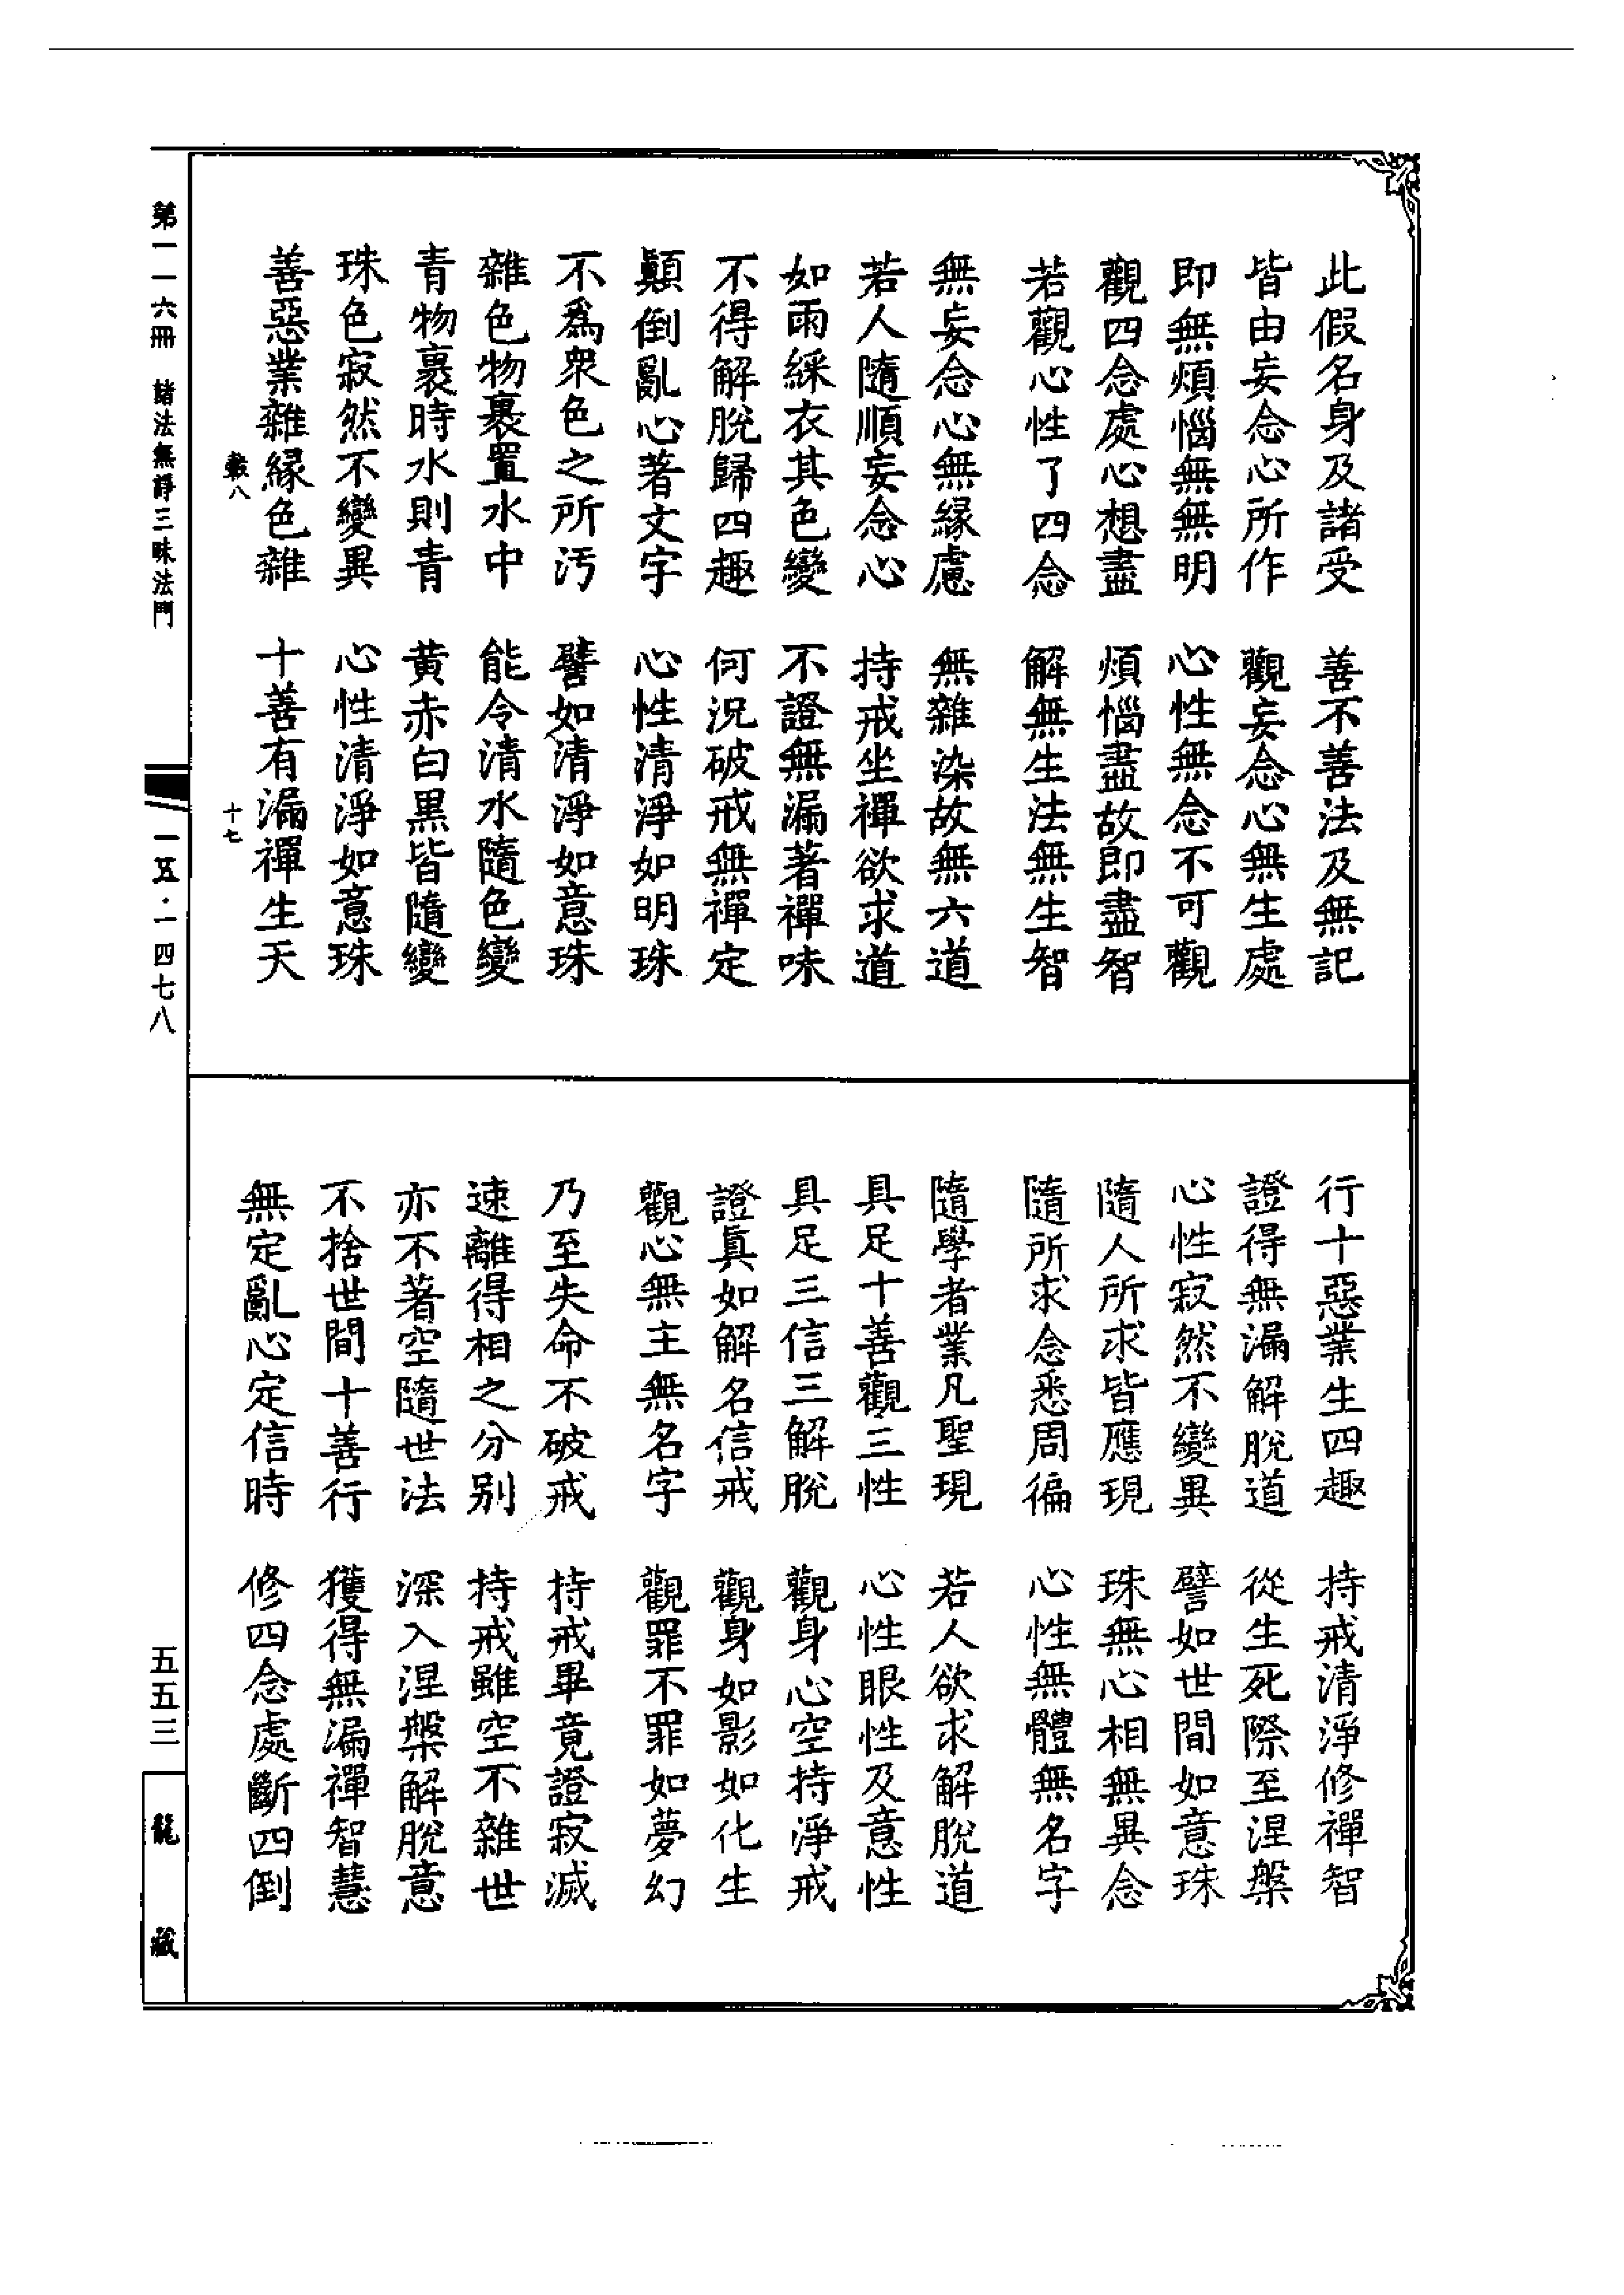 此假名身及諸受　善不善法及無記
皆由妄念心所作　觀妄念心無生處
即無煩惱無無明　心性無念不可觀
觀四念處心想盡　煩惱盡故即盡智
若觀心性了四念　解無生法無生智
無妄念心無緣慮　無雜染故無六道
若人隨順妄念心　持戒坐禪欲求道
如雨綵衣其色變　不證無漏著禪味
不得解脫歸四趣　何況破戒無禪定
顛倒亂心著文字　心性清淨如明珠
不爲衆色之所汚　譬如清淨如意珠
雜色物裹置水中　能令清水隨色變
青物裹時水則青　黄赤白黒皆隨變
珠色寂然不變異　心性清淨如意珠
善惡業雜緣色雜　十善有漏禪生天
轂八　十七
行十惡業生四趣　持戒清淨修禪智
證得無漏解脫道　從生死際至涅槃
心性寂然不變異　譬如世間如意珠
隨人所求皆應現　珠無心相無異念
隨所求念悉周徧　心性無體無名字
隨學者業凡聖現　若人欲求解脫道
具足十善觀三性　心性眼性及意性
具足三信三解脫　觀身心空持淨戒
證眞如解名信戒　觀身如影如化生
觀心無主無名字　觀罪不罪如夢幻
乃至失命不破戒　持戒畢竟證寂滅
速離得相之分别　持戒雖空不雜世
亦不著空隨世法　深入涅槃解脫意
不捨世間十善行　獲得無漏禪智慧
無定亂心定信時　修四念處斷四倒
第一一六冊　諸法無諍三昧法門　一五·一四七八　五五三　龍藏